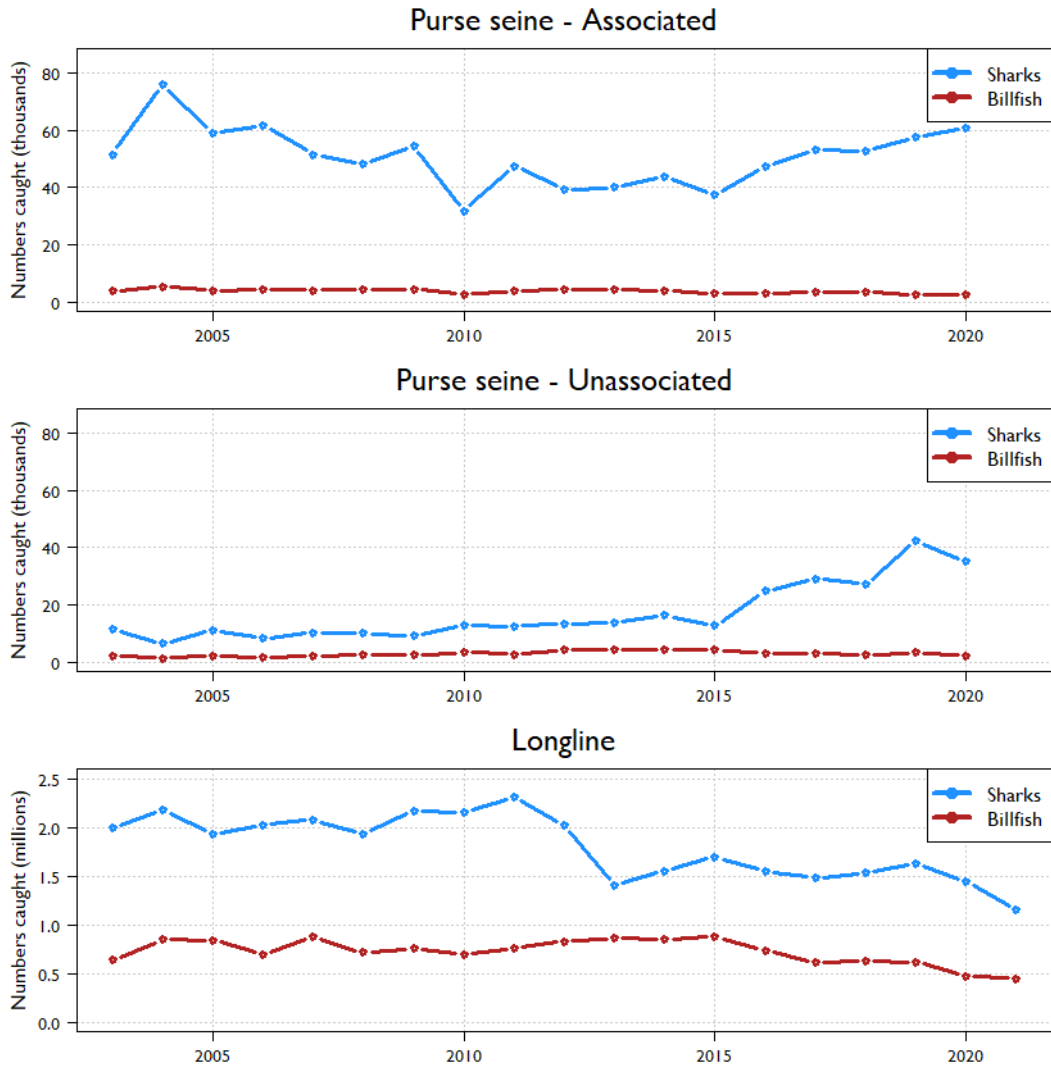 Purse seine - Associated
Numbers caught (thousands)
80
60
40
20
0
Sharks
Billfish
2005
2010
2015
2020
Purse seine - Unassociated
Numbers caught (thousands)
80
60
40
20
0
Sharks
Billfish
2005
2010
2015
2020
Longline
Numbers caught (millions)
2.5
2.0
1.5
1.0
0.5
0.0
Sharks
Billfish
2005
2010
2015
2020